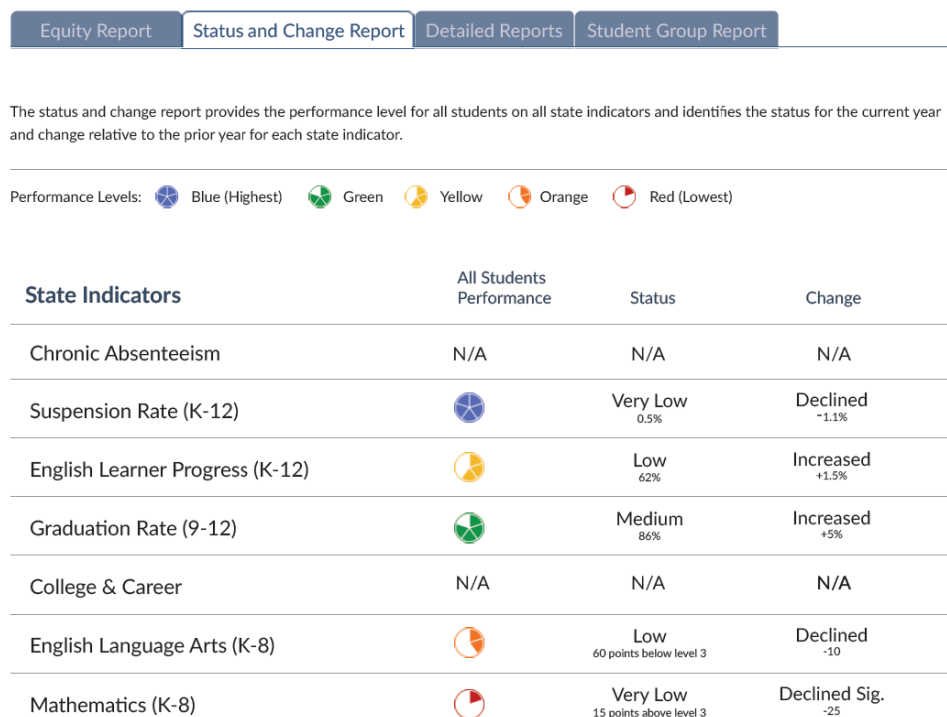 Equity Report
Status and Change Report
Detailed Reports
Student Group Report
The status and change report provides the performance level for all students on all state indicators and identifies the status for the current year
and change relative to the prior year for each state indicator.
Performance Levels: Blue (Highest) Green Yellow Orange Red (Lowest)
State Indicators
All Students
Performance
Status
Change
Chronic Absenteeism
N/A
N/A
N/A
Suspension Rate (K-12)
Very Low
0.5%
Declined
-1.1%
English Learner Progress (K-12)
Low
62%
Increased
+1.5%
Graduation Rate (9-12)
Medium
86%
Increased
+5%
College & Career
N/A
N/A
N/A
English Language Arts (K-8)
Low
60 points below level 3
Declined
-10
Mathematics (K-8)
Very Low
15 points above level 3
Declined Sig.
-25